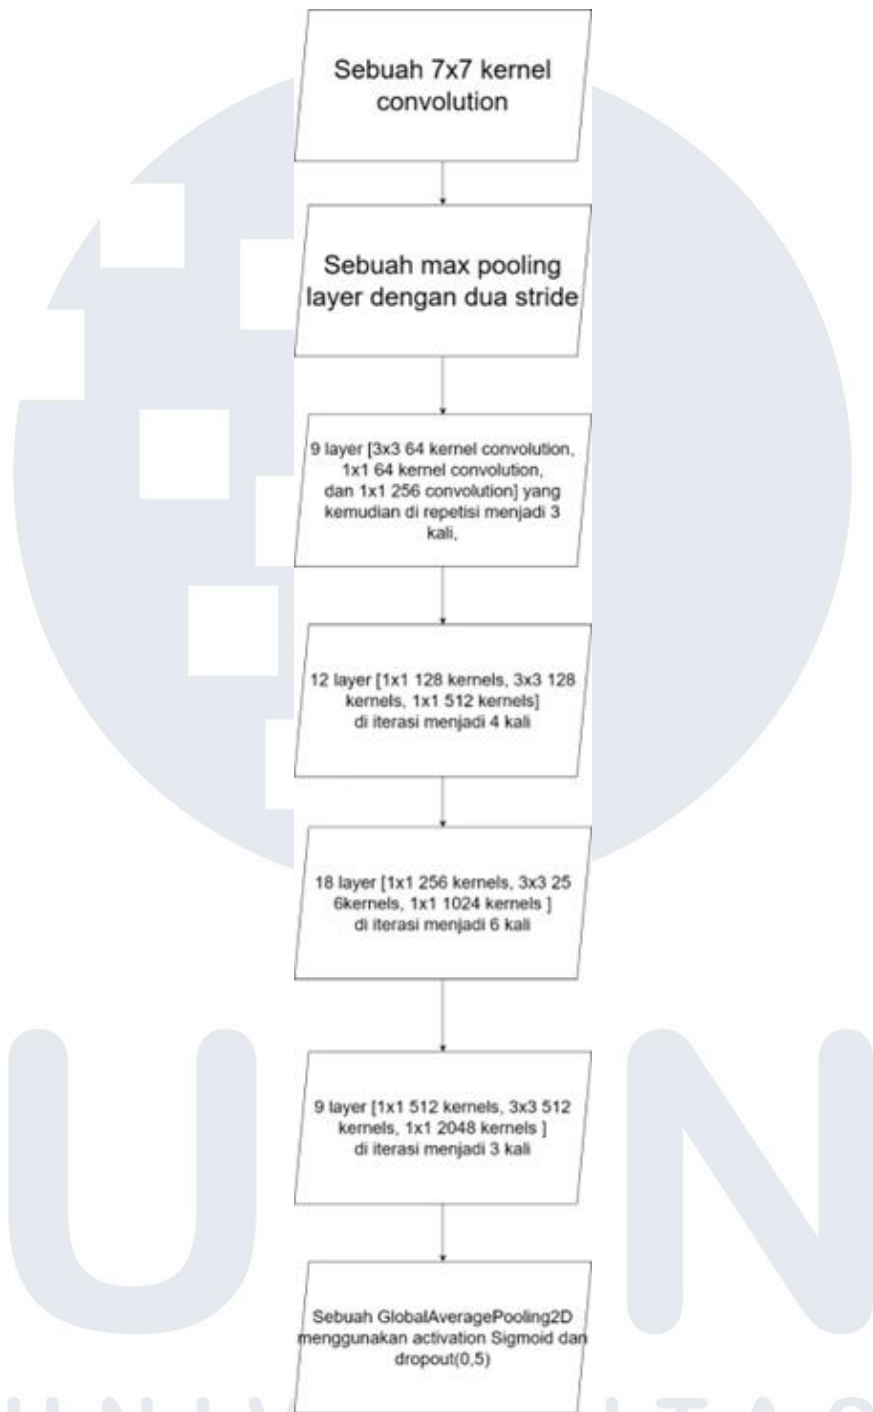 Sebuah 7x7 kernel
convolution
Sebuah max pooling
layer dengan dua stride
9 layer [3x3 64 kernel convolution,
1x1 64 kernel convolution,
dan 1x1 256 convolution] yang
kemudian di repetisi menjadi 3
kali,
12 layer [1x1 128 kernels, 3x3 128
kernels, 1x1 512 kernels]
di iterasi menjadi 4 kali
18 layer [1x1 256 kernels, 3x3 25
6kernels, 1x1 1024 kernels ]
di iterasi menjadi 6 kali
9 layer [1x1 512 kernels, 3x3 512
kernels, 1x1 2048 kernels ]
di iterasi menjadi 3 kali
Sebuah GlobalAveragePooling2D
menggunakan activation Sigmoid dan
dropout(0,5)
U N